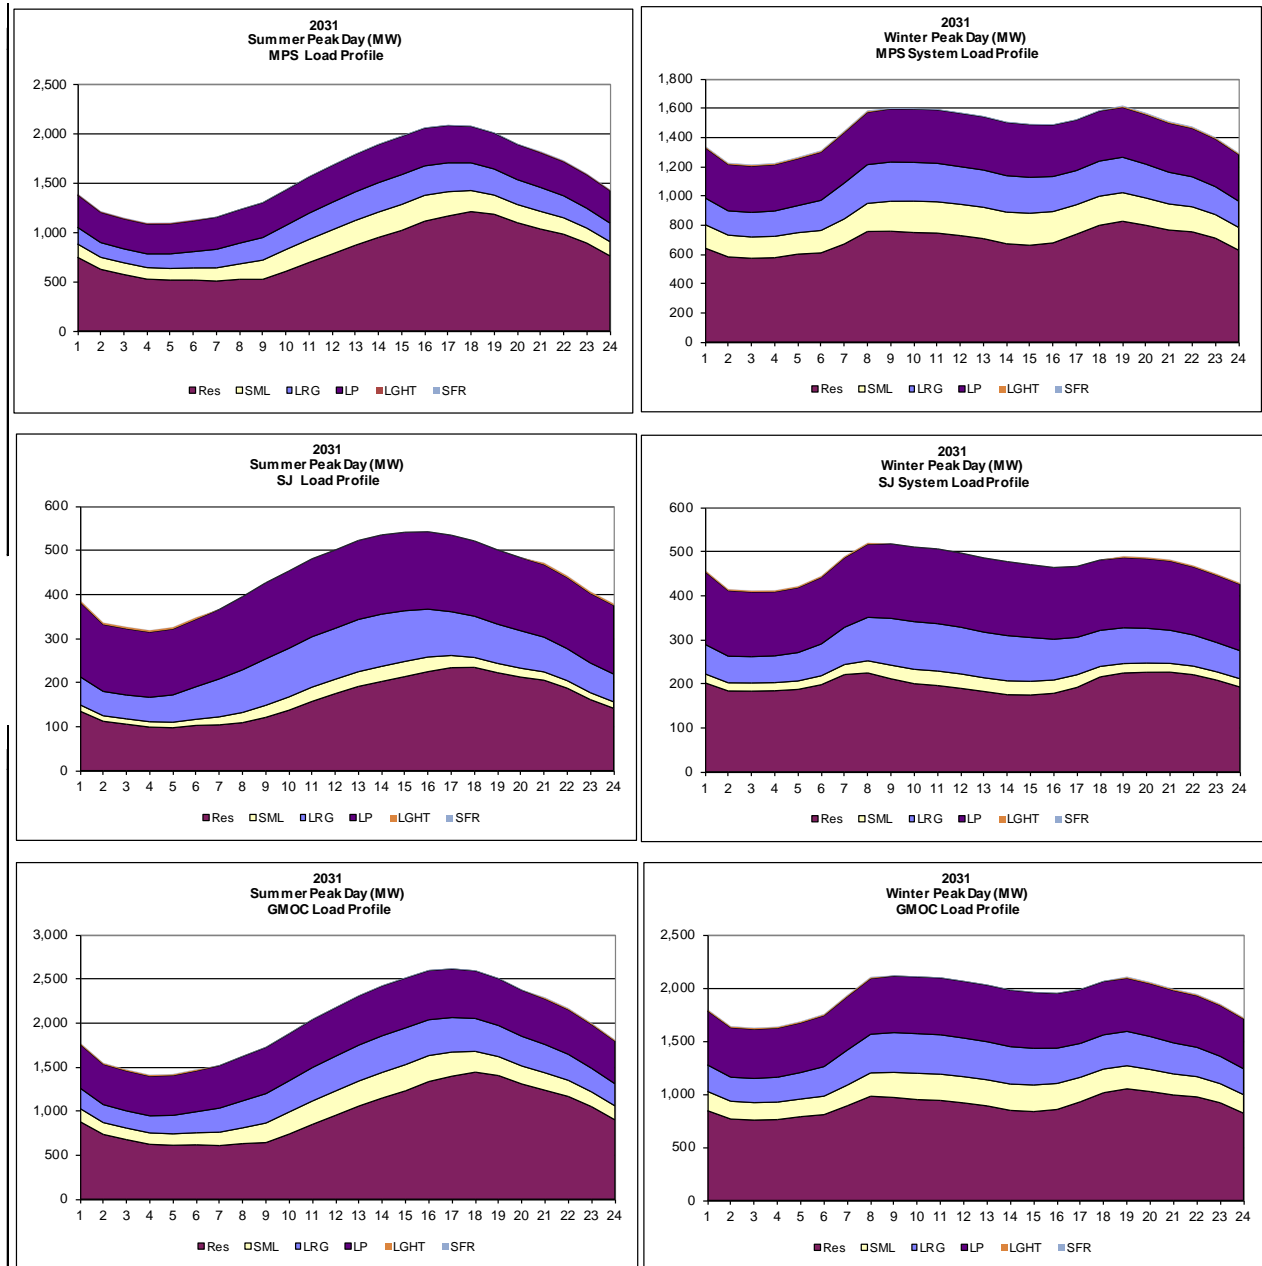 2031
Summer Peak Day (MW)
MPS Load Profile
2,500
2,000
1,500
1,000
500
0
1 2 3 4 5 6 7 8 9 10 11 12 13 14 15 16 17 18 19 20 21 22 23 24
Res SML LRG LP LGHT SFR
2031
Winter Peak Day (MW)
MPS System Load Profile
1,800
1,600
1,400
1,200
1,000
800
600
400
200
0
1 2 3 4 5 6 7 8 9 10 11 12 13 14 15 16 17 18 19 20 21 22 23 24
Res SML LRG LP LGHT SFR
2031
Summer Peak Day (MW)
SJ Load Profile
600
500
400
300
200
100
0
1 2 3 4 5 6 7 8 9 10 11 12 13 14 15 16 17 18 19 20 21 22 23 24
Res SML LRG LP LGHT SFR
2031
Winter Peak Day (MW)
SJ System Load Profile
600
500
400
300
200
100
0
1 2 3 4 5 6 7 8 9 10 11 12 13 14 15 16 17 18 19 20 21 22 23 24
Res SML LRG LP LGHT SFR
2031
Summer Peak Day (MW)
GMOC Load Profile
3,000
2,500
2,000
1,500
1,000
500
0
1 2 3 4 5 6 7 8 9 10 11 12 13 14 15 16 17 18 19 20 21 22 23 24
Res SML LRG LP LGHT SFR
2031
Winter Peak Day (MW)
GMOC Load Profile
2,500
2,000
1,500
1,000
500
0
1 2 3 4 5 6 7 8 9 10 11 12 13 14 15 16 17 18 19 20 21 22 23 24
Res SML LRG LP LGHT SFR